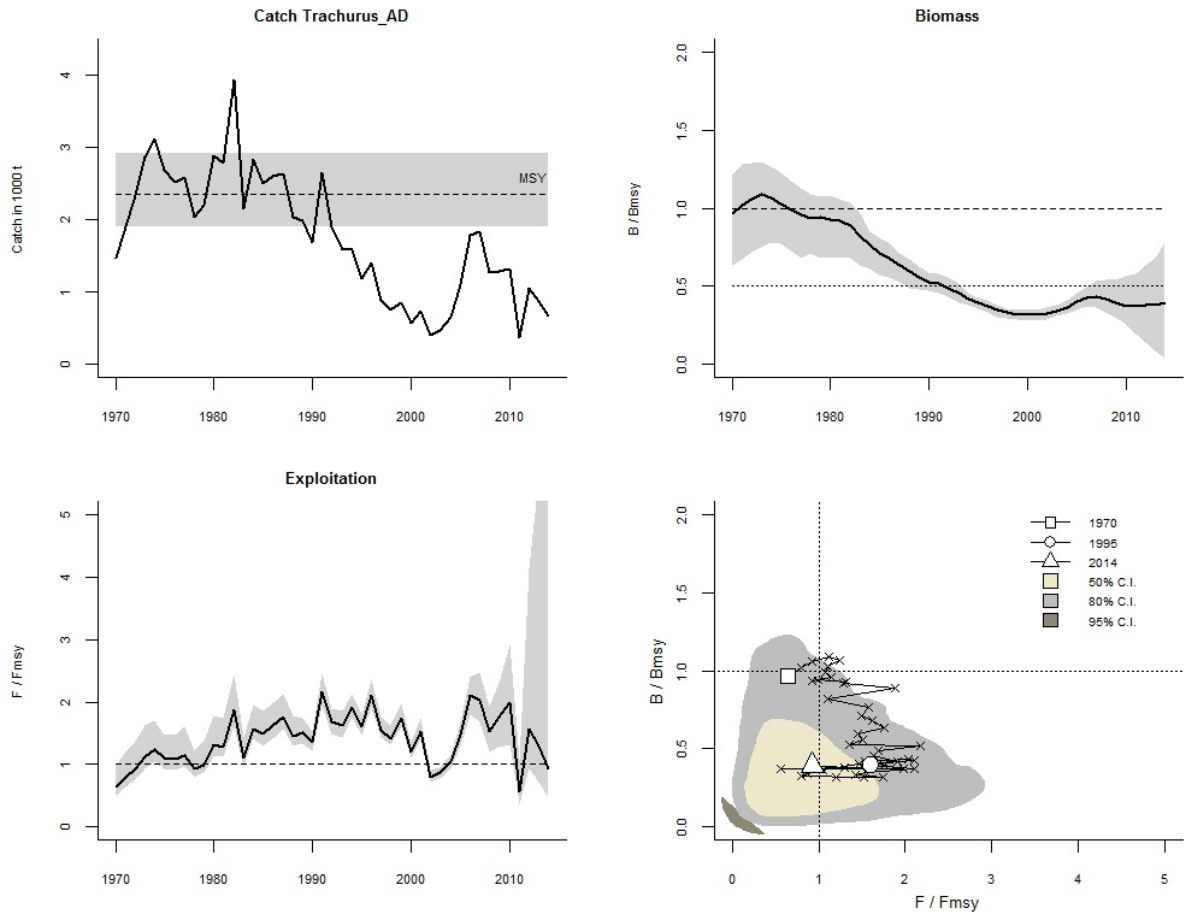 Catch Trachurus_AD
Catch in 1000 t
4
3
2
1
0
MSY
1970 1980 1990 2000 2010
Biomass
B / Bmsy
2.0
1.5
1.0
0.5
0.0
1970 1980 1990 2000 2010
Exploitation
F / Fmsy
5
4
3
2
1
0
1970 1980 1990 2000 2010
B / Bmsy
2.0
1.5
1.0
0.5
0.0
1970
1995
2014
50% C.I.
80% C.I.
95% C.I.
0 1 2 3 4 5
F / Fmsy